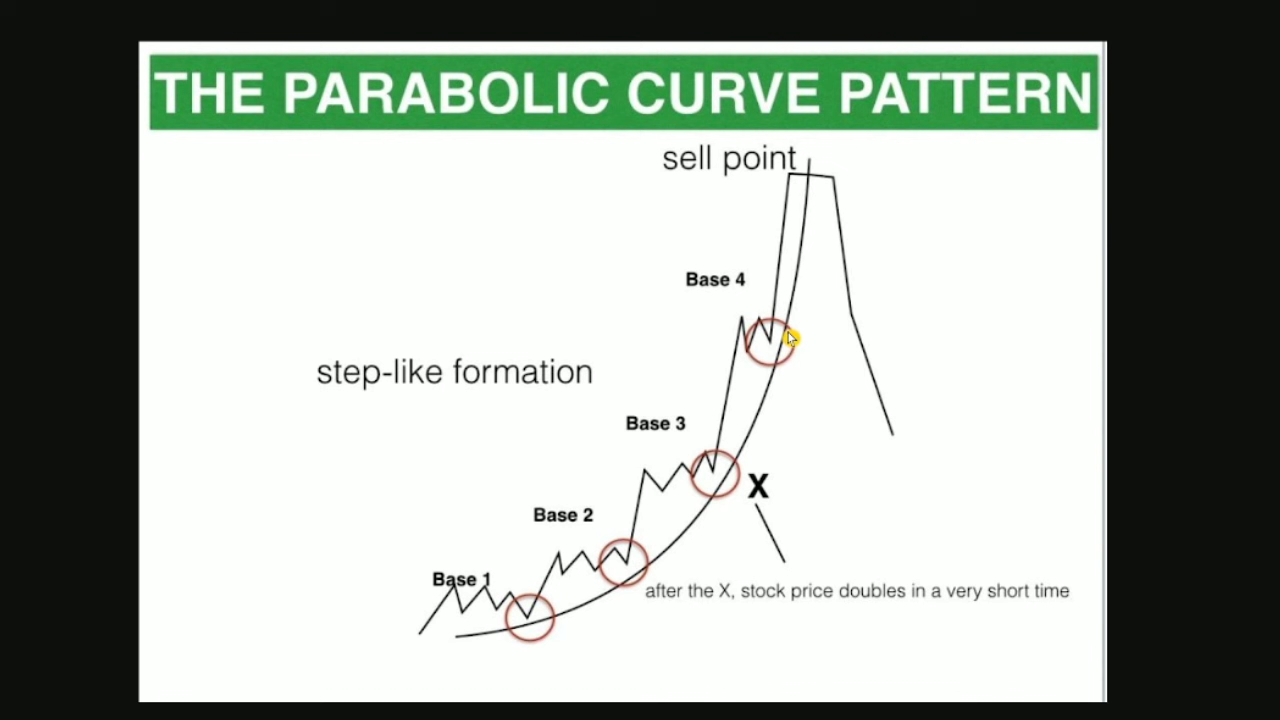 THE PARABOLIC CURVE PATTERN
sell point
Base 4
step-like formation
Base 3
X
Base 2
Base 1
after the X, stock price doubles in a very short time